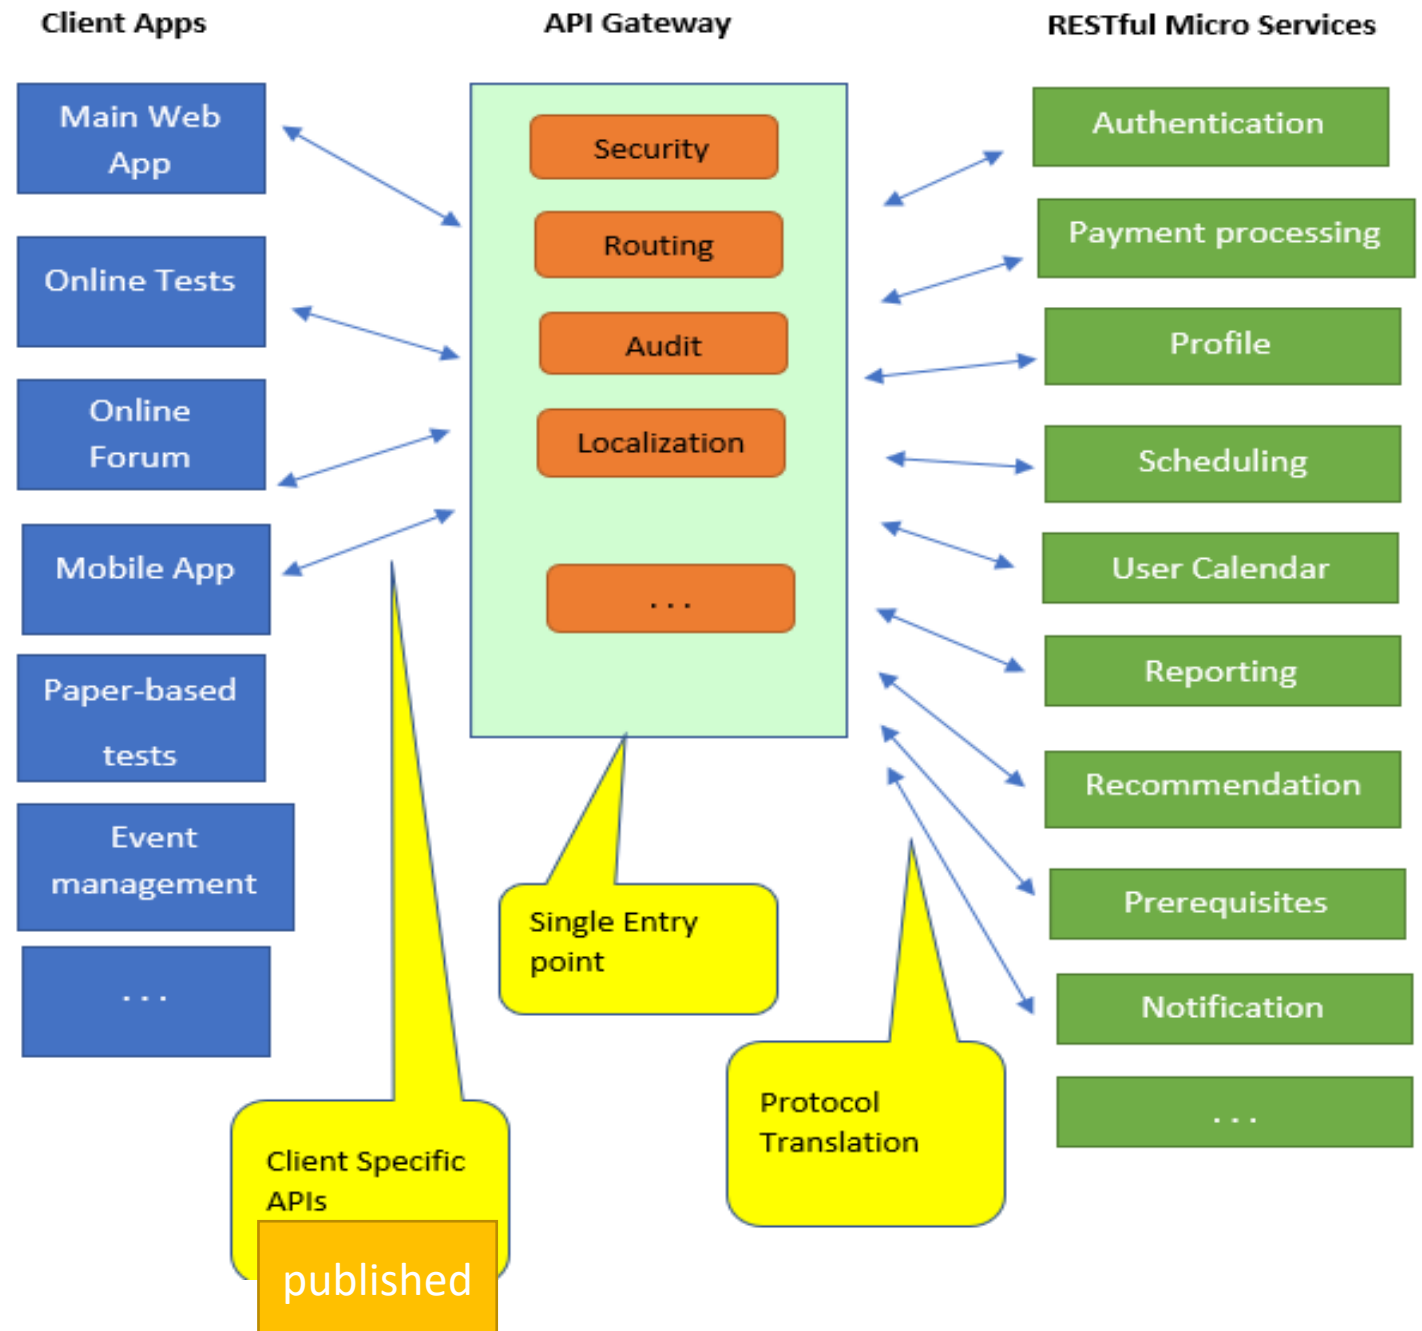 Client Apps
API Gateway
RESTful Micro Services
Main Web
App
Online Tests
Online
Forum
Mobile App
Paper-based
tests
Event
management
. . .
Security
Routing
Audit
Localization
. . .
Authentication
Payment processing
Profile
Scheduling
User Calendar
Reporting
Recommendation
Prerequisites
Notification
. . .
Single Entry
point
Protocol
Translation
Client Specific
APIs
published